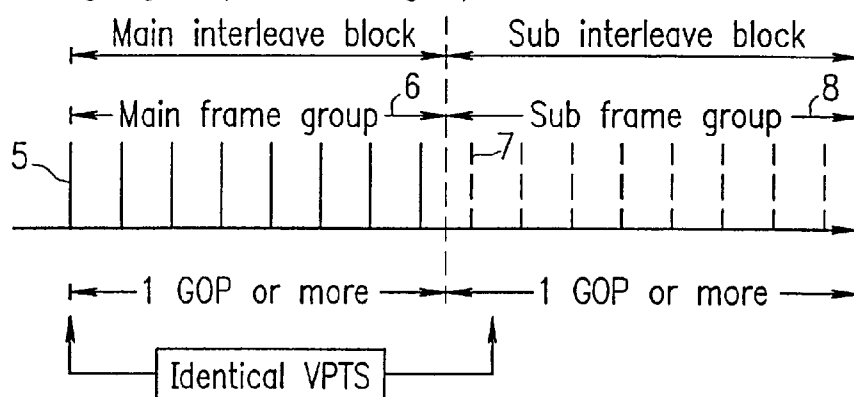 Main interleave block Sub interleave block
6 8
Main frame group Sub frame group
5 7
1 GOP or more 1 GOP or more
Identical VPTS